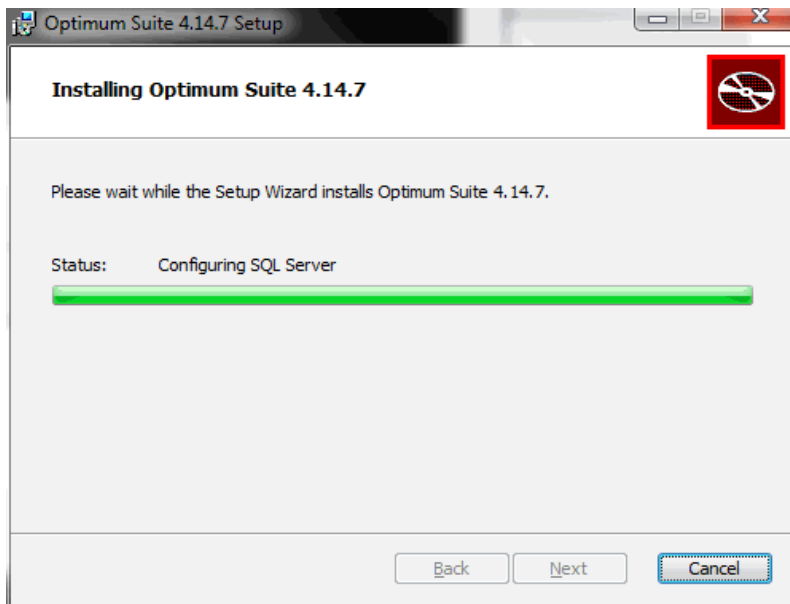 Optimum Suite 4.14.7 Setup
Installing Optimum Suite 4.14.7
Please wait while the Setup Wizard installs Optimum Suite 4.14.7.
Status: Configuring SQL Server
Back Next Cancel